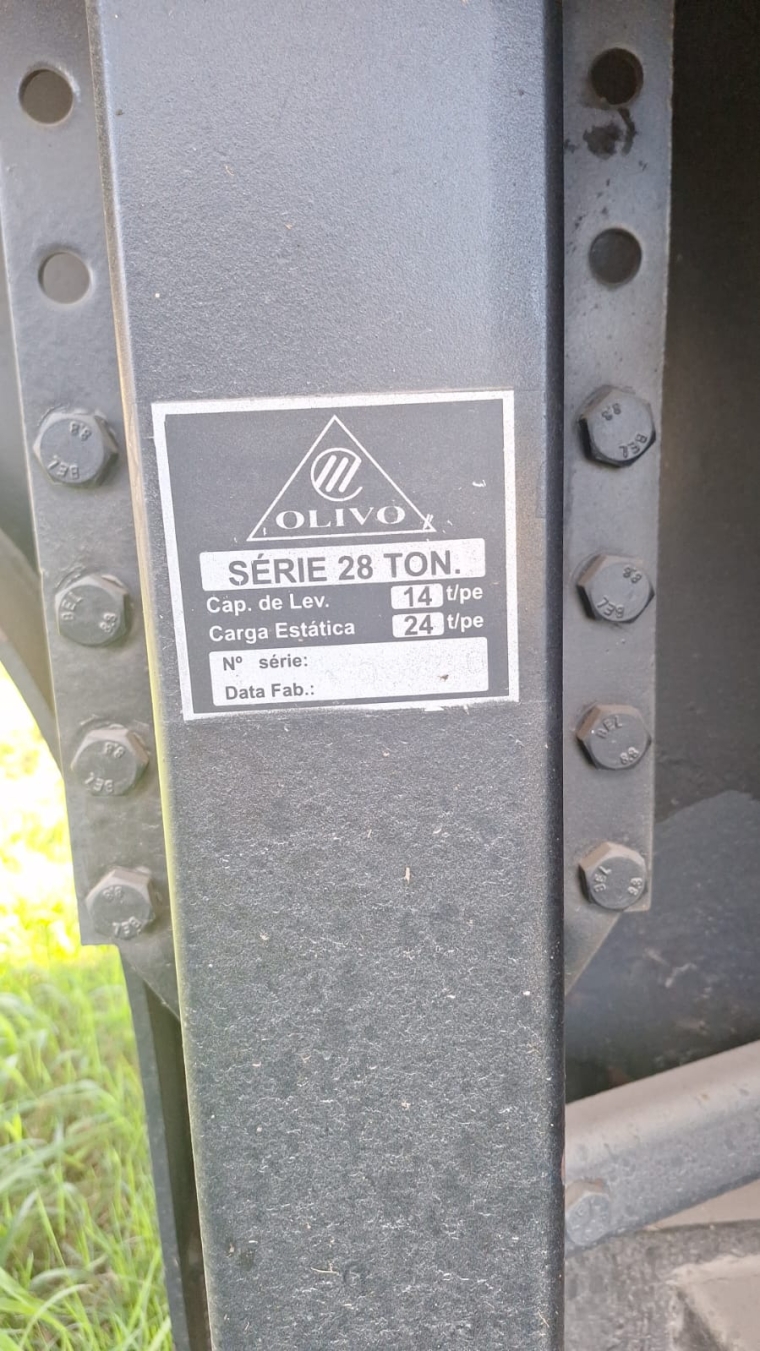 OLIVO
SÉRIE 28 TON.
Cap. de Lev. 14 t/pe
Carga Estática 24 t/pe
Nº série:
Data Fab.:
8.8
BEL
8.8
BEL
BEL
8.8
8.8
BEL
BEL
8.8
8.8
BEL
BEL
8.8
8.8
BEL